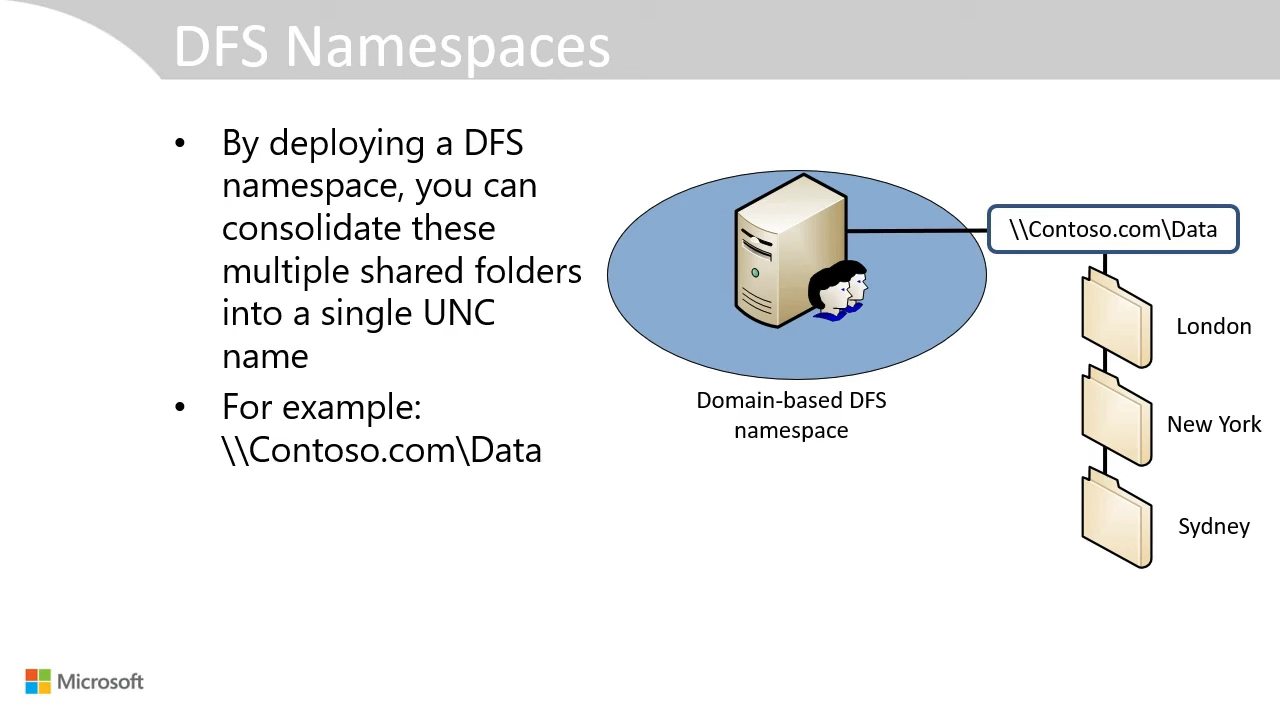 DFS Namespaces
• By deploying a DFS
namespace, you can
consolidate these
multiple shared folders
into a single UNC
name
• For example:
\\Contoso.com\Data
\\Contoso.com\Data
London
New York
Sydney
Domain-based DFS
namespace
Microsoft